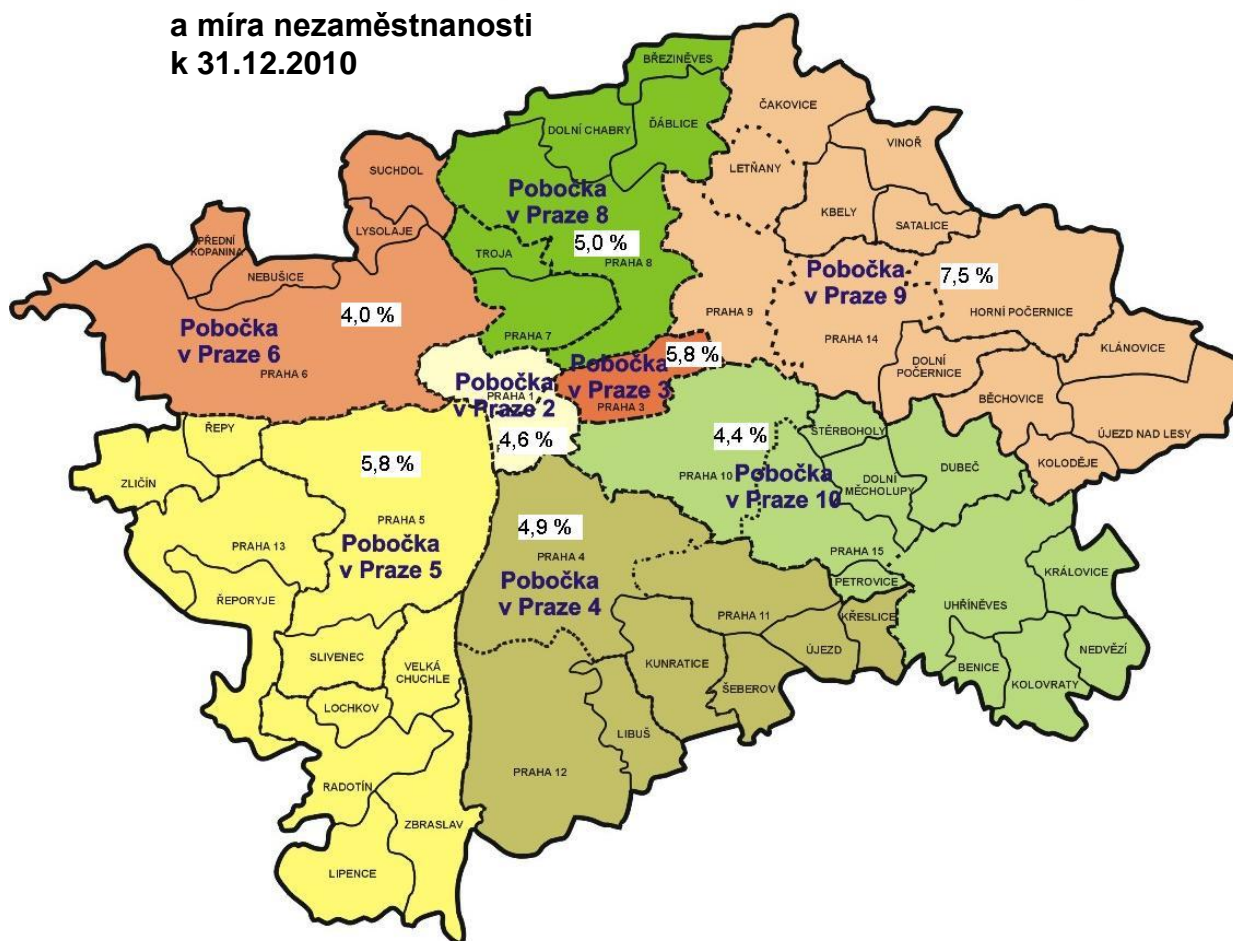 a míra nezaměstnanosti
k 31.12.2010
BŘEZINĚVES
ČAKOVICE
DOLNÍ CHABRY
ĎÁBLICE
VINOŘ
LETŇANY
SUCHDOL
Pobočka
v Praze 8
KBELY
SATALICE
LYSOLAJE
PŘEDNÍ
KOPANINA
NEBUŠICE
TROJA
5,0 %
PRAHA 8
Pobočka
v Praze 9
7,5 %
4,0 %
PRAHA 9
HORNÍ POČERNICE
Pobočka
v Praze 6
PRAHA 6
PRAHA 7
PRAHA 14
KLÁNOVICE
5,8 %
DOLNÍ
POČERNICE
Pobočka
v Praze 3
PRAHA 3
Pobočka
PRAHA 1
v Praze 2
BĚCHOVICE
4,6 %
ŘEPY
4,4 %
ŠTĚRBOHOLY
ÚJEZD NAD LESY
5,8 %
DUBEČ
KOLODĚJE
ZLIČÍN
PRAHA 10
Pobočka
v Praze 10
DOLNÍ
MĚCHOLUPY
PRAHA 5
4,9 %
PRAHA 13
Pobočka
v Praze 5
PRAHA 4
PRAHA 15
PETROVICE
KRÁLOVICE
Pobočka
v Praze 4
ŘEPORYJE
PRAHA 11
KŘESLICE
UHŘÍNĚVES
SLIVENEC
VELKÁ
CHUCHLE
KUNRATICE
ÚJEZD
NEDVĚZÍ
BENICE
KOLOVRATY
ŠEBEROV
LOCHKOV
LIBUŠ
PRAHA 12
RADOTÍN
ZBRASLAV
LIPENCE